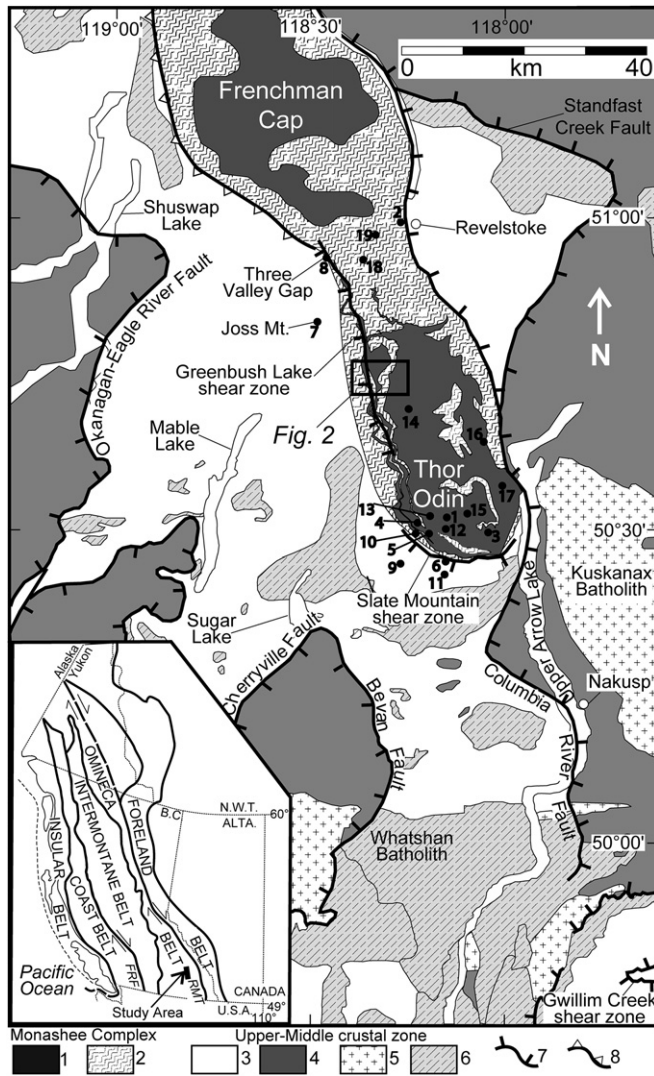 119°00'
118°30'
118°00'
0
km
40
Frenchman
Cap
Standfast
Creek Fault
Shuswap
Lake
51°00'
2
Revelstoke
19
18
8
Three
Valley Gap
Joss Mt.
7
Okanagan-Eagle River Fault
N
Greenbush Lake
shear zone
Fig. 2
Mable
Lake
14
16
Thor
Odin
17
13
4
1
15
12
10
3
5
50°30'
9
6
11
Kuskanax
Batholith
Slate Mountain
shear zone
Upper Arrow Lake
Sugar
Lake
Cherryville Fault
Bevan
Fault
Columbia
River
Fault
Nakusp
50°00'
Whatshan
Batholith
Gwillim Creek
shear zone
Alaska
Yukon
OMINECA
BELT
FORELAND
BELT
INTERMONTANE BELT
COAST BELT
INSULAR
BELT
B.C
N.W.T.
ALTA.
60°
FRF
RMT
Pacific
Ocean
Study Area
CANADA
U.S.A.
49°
110°
Monashee Complex
Upper-Middle crustal zone
1 2 3 4 5 6 7 8